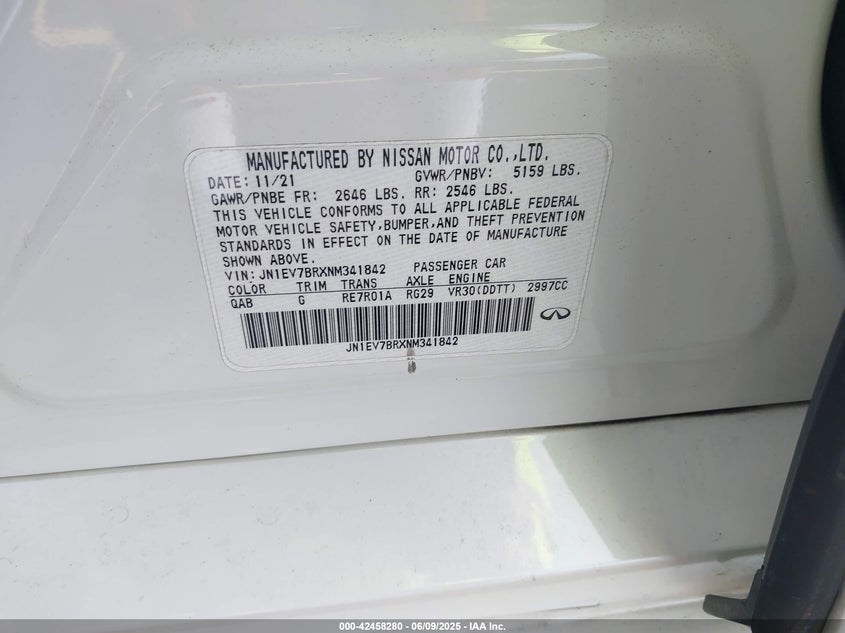 MANUFACTURED BY NISSAN MOTOR CO.,LTD.
DATE: 11/21 GVWR/PNBV: 5159 LBS.
GAWR/PNBE FR: 2646 LBS. RR: 2546 LBS.
THIS VEHICLE CONFORMS TO ALL APPLICABLE FEDERAL
MOTOR VEHICLE SAFETY,BUMPER,AND THEFT PREVENTION
STANDARDS IN EFFECT ON THE DATE OF MANUFACTURE
SHOWN ABOVE.
VIN: JN1EV7BRXNM341842 PASSENGER CAR
COLOR TRIM TRANS AXLE ENGINE
QAB G RE7R01A RG29 VR30(DDTT) 2997CC
JN1EV7BRXNM341842
000-42458280 - 06/09/2025 - IAA Inc.